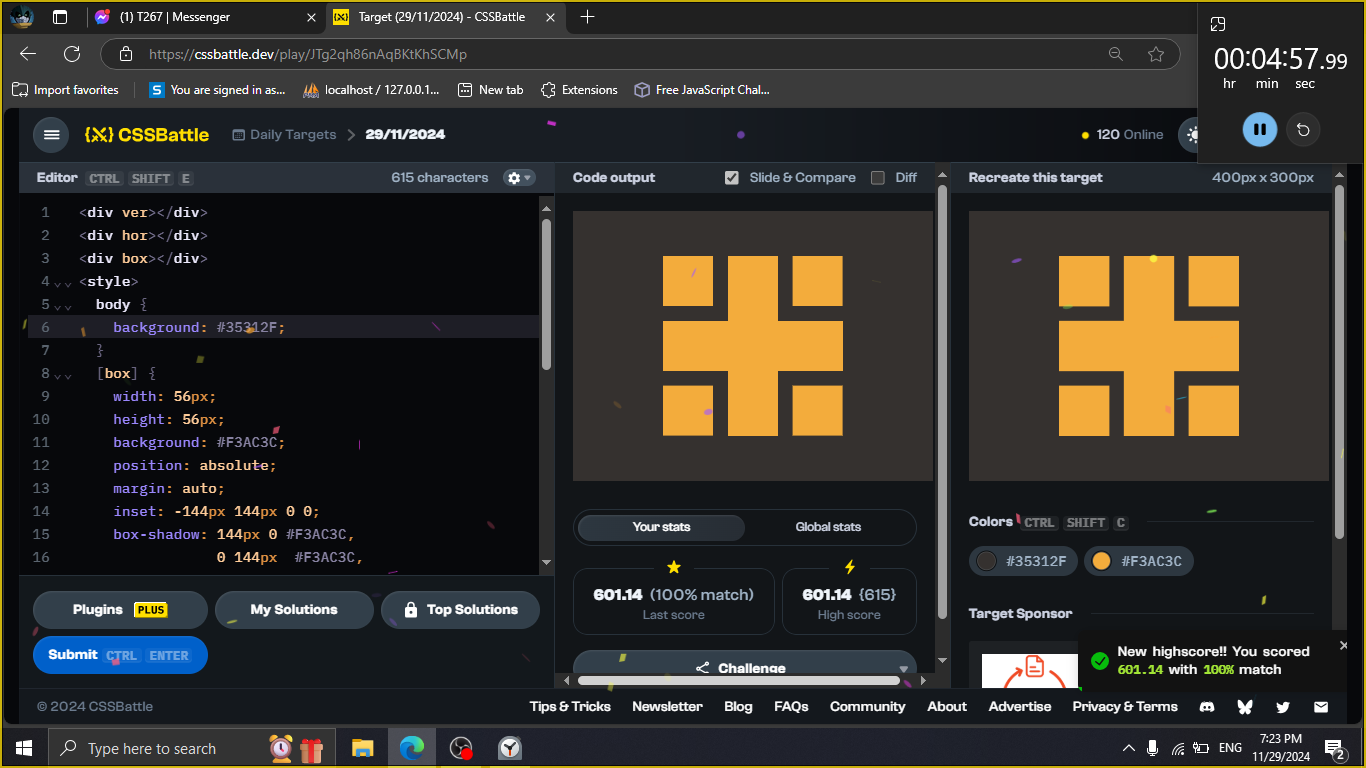 (1) T267 | Messenger
Target (29/11/2024) - CSSBattle
https://cssbattle.dev/play/JTg2qh86nAqBKtKhSCMp
00:04:57.99
hr min sec
Import favorites
You are signed in as...
localhost / 127.0.0.1...
New tab
Extensions
Free JavaScript Chal...
{X} CSSBattle
Daily Targets > 29/11/2024
120 Online
Editor CTRL SHIFT E
615 characters
Code output
Slide & Compare
Diff
Recreate this target
400px x 300px
1 <div ver></div>
2 <div hor></div>
3 <div box></div>
4 <style>
5 body {
6 background: #35312F;
7 }
8 [box] {
9 width: 56px;
10 height: 56px;
11 background: #F3AC3C;
12 position: absolute;
13 margin: auto;
14 inset: -144px 144px 0 0;
15 box-shadow: 144px 0 #F3AC3C,
16 0 144px #F3AC3C,
Plugins PLUS
My Solutions
Top Solutions
Submit CTRL ENTER
Your stats
Global stats
601.14 (100% match)
Last score
601.14 {615}
High score
Challenge
Colors CTRL SHIFT C
#35312F
#F3AC3C
Target Sponsor
New highscore!! You scored
601.14 with 100% match
© 2024 CSSBattle
Tips & Tricks
Newsletter
Blog
FAQs
Community
About
Advertise
Privacy & Terms
Type here to search
ENG
7:23 PM
11/29/2024
2